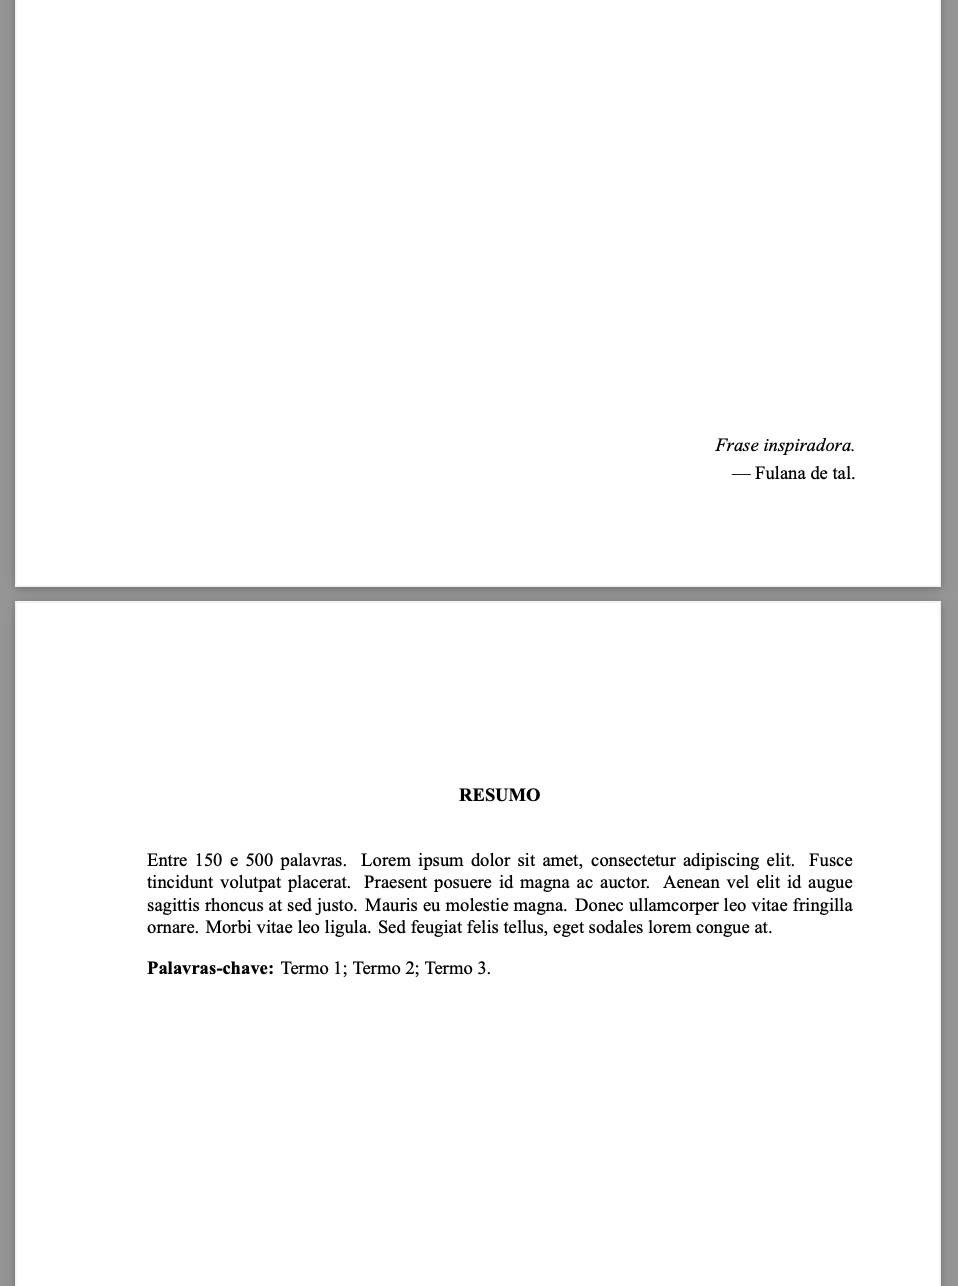 Frase inspiradora.
— Fulana de tal.
RESUMO
Entre 150 e 500 palavras. Lorem ipsum dolor sit amet, consectetur adipiscing elit. Fusce
tincidunt volutpat placerat. Praesent posuere id magna ac auctor. Aenean vel elit id augue
sagittis rhoncus at sed justo. Mauris eu molestie magna. Donec ullamcorper leo vitae fringilla
ornare. Morbi vitae leo ligula. Sed feugiat felis tellus, eget sodales lorem congue at.
Palavras-chave: Termo 1; Termo 2; Termo 3.